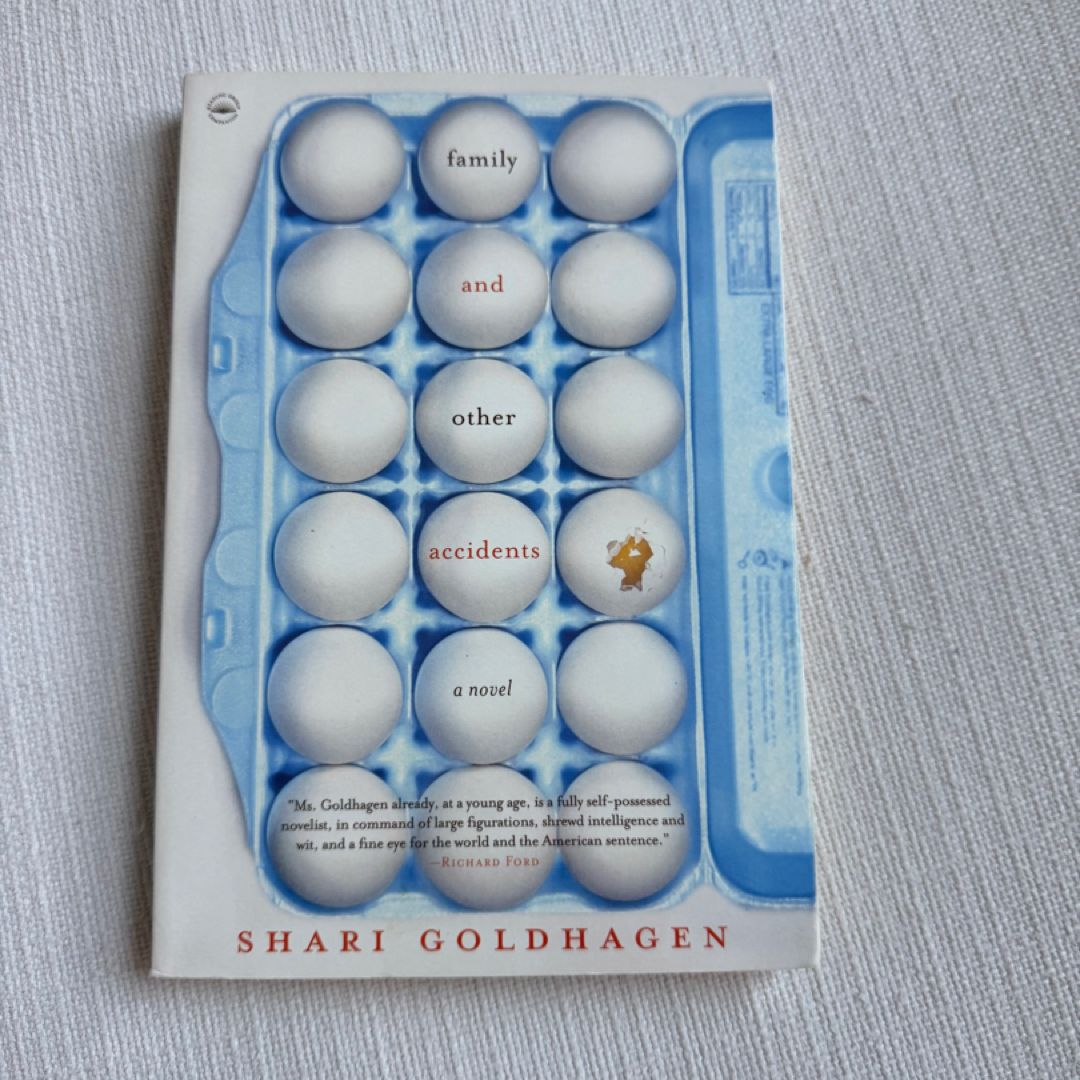 family
and
other
accidents
a novel
"Ms. Goldhagen already, at a young age, is a fully self-possessed
novelist, in command of large figurations, shrewd intelligence and
wit, and a fine eye for the world and the American sentence."
—RICHARD FORD
SHARI GOLDHAGEN